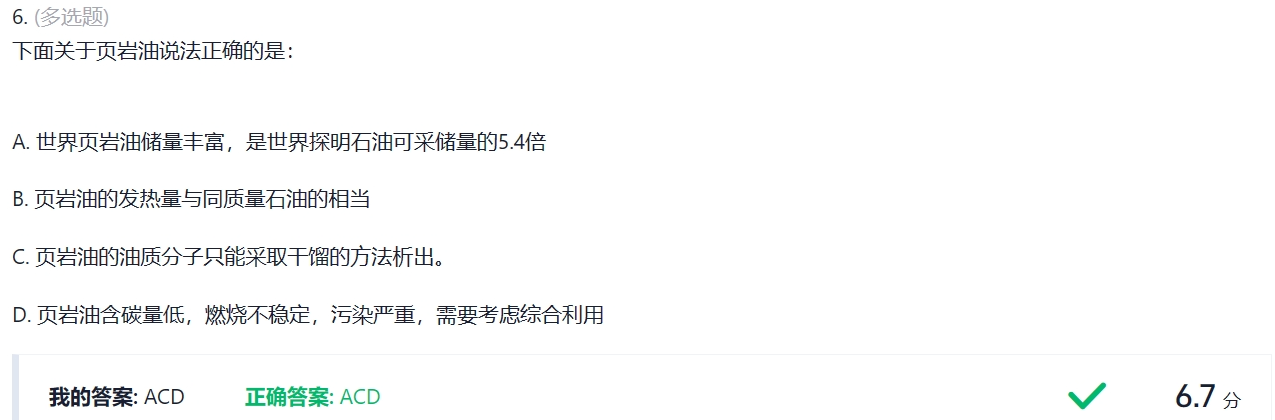 6. (多选题)
下面关于页岩油说法正确的是：
A. 世界页岩油储量丰富，是世界探明石油可采储量的5.4倍
B. 页岩油的发热量与同质量石油的相当
C. 页岩油的油质分子只能采取干馏的方法析出。
D. 页岩油含碳量低，燃烧不稳定，污染严重，需要考虑综合利用
我的答案: ACD 正确答案: ACD 6.7 分